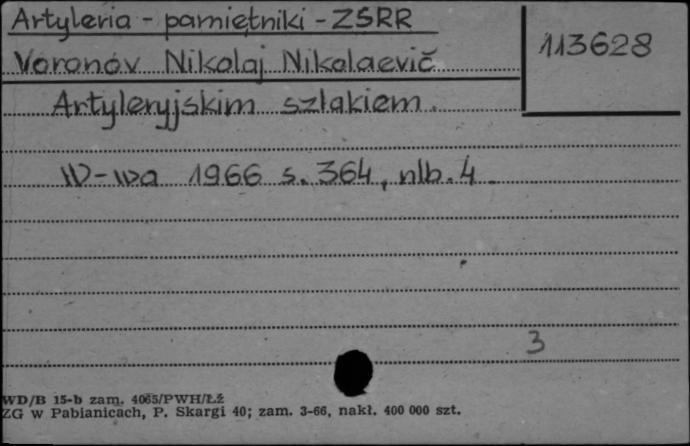 Artyleria - pamiętniki - ZSRR
113628
Voronov Nikolaj Nikolaevič
Artyleryjskim szlakiem.
W-wa 1966 s. 364, nlb. 4.
3
WD/B 15-b zam. 4065/PWH/Łż
ZG w Pabianicach, P. Skargi 40; zam. 3-66, nakł. 400 000 szt.